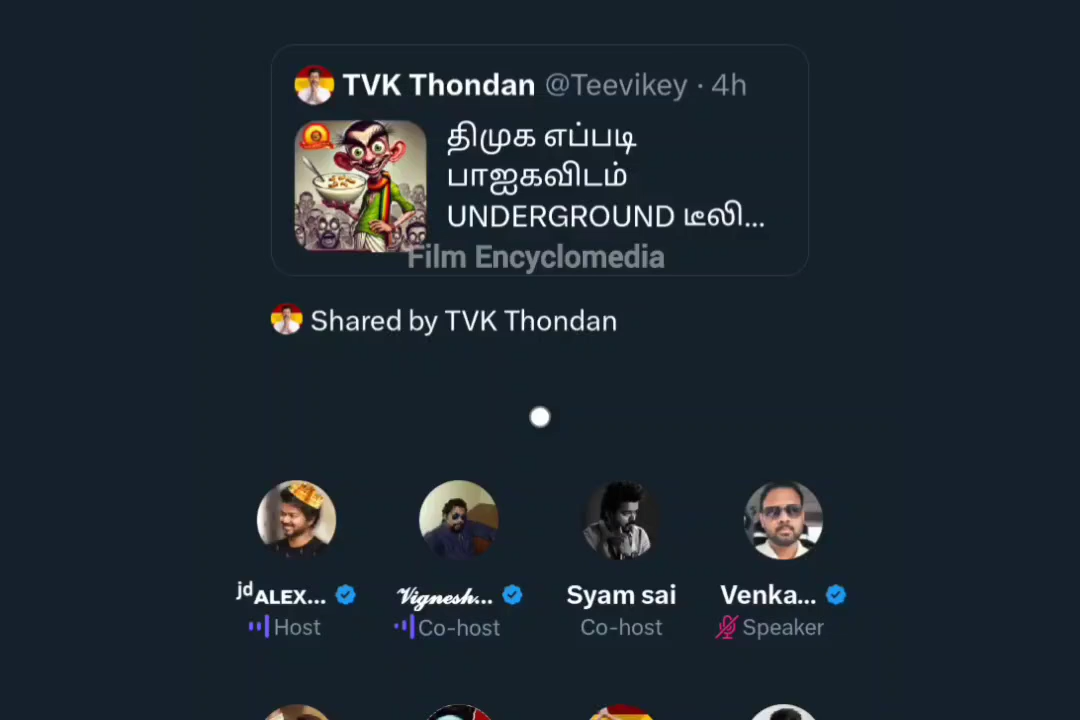 TVK Thondan @Teevikey · 4h
திமுக எப்படி
பாஜகவிடம்
UNDERGROUND டீலி...
Film Encyclomedia
Shared by TVK Thondan
jdALEX... Vignesh... Syam sai Venka...
Host Co-host Co-host Speaker